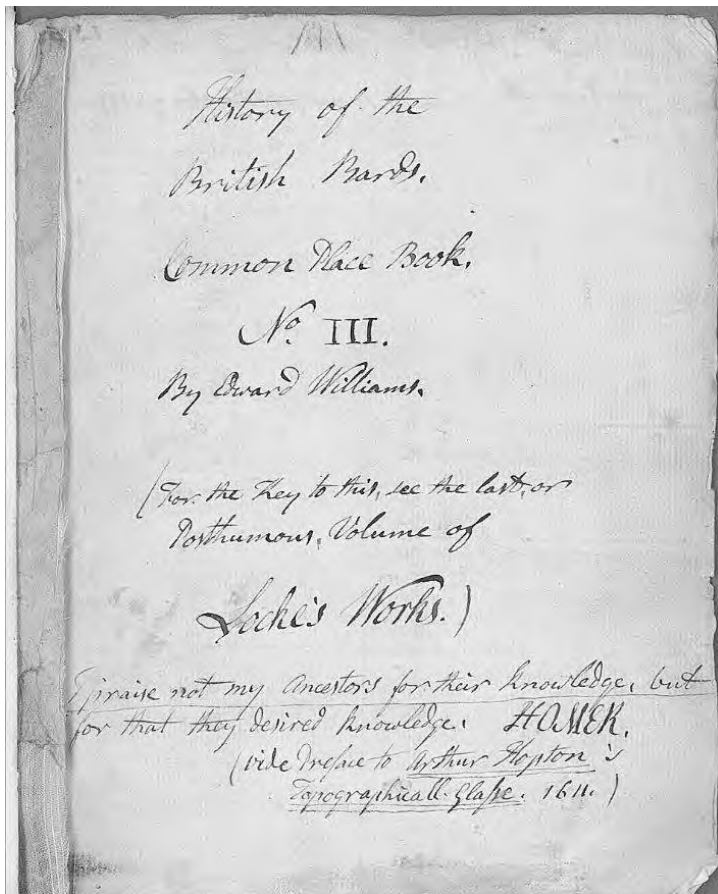 History of the
British Bards.
Common Place Book.
No. III.
By Edward Williams.
(For the Key to this, see the last, or
Posthumous, Volume of
Locke's Works.)
I praise not my Ancestors for their knowledge, but
for that they desired knowledge. HOMER.
(vide Preface to Arthur Hopton's
Topographicall Glasse. 1611.)